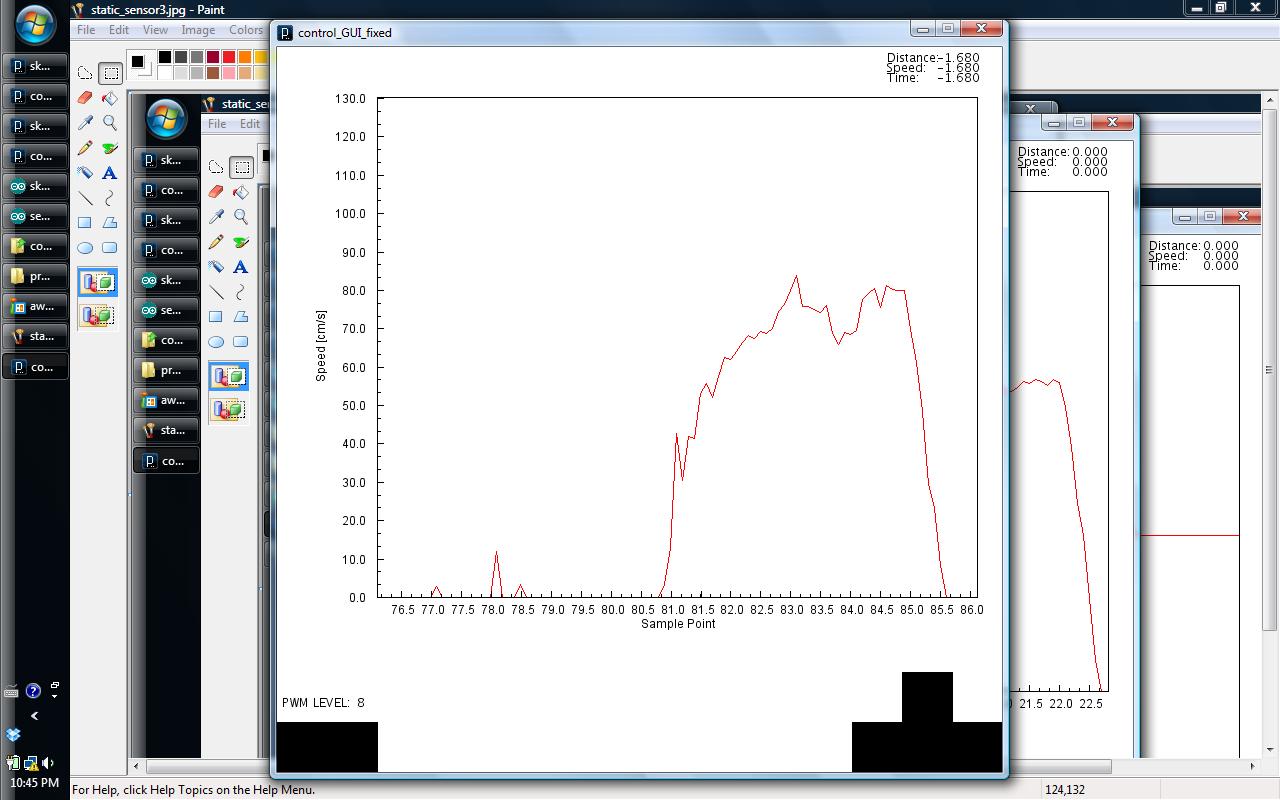 static_sensor3.jpg - Paint
File Edit View Image Colors
control_GUI_fixed
Distance:-1.680
Speed: -1.680
Time: -1.680
130.0
120.0
110.0
100.0
90.0
80.0
70.0
60.0
50.0
40.0
30.0
20.0
10.0
0.0
Speed [cm/s]
76.5 77.0 77.5 78.0 78.5 79.0 79.5 80.0 80.5 81.0 81.5 82.0 82.5 83.0 83.5 84.0 84.5 85.0 85.5 86.0
Sample Point
PWM LEVEL: 8
sk...
co...
sk...
co...
sk...
se...
co...
pr...
aw...
sta...
co...
10:45 PM
static_se
File Edit
sk...
co...
sk...
co...
sk...
se...
co...
pr...
aw...
sta...
co...
Distance: 0.000
Speed: 0.000
Time: 0.000
21.5 22.0 22.5
Distance: 0.000
Speed: 0.000
Time: 0.000
For Help, click Help Topics on the Help Menu.
124,132